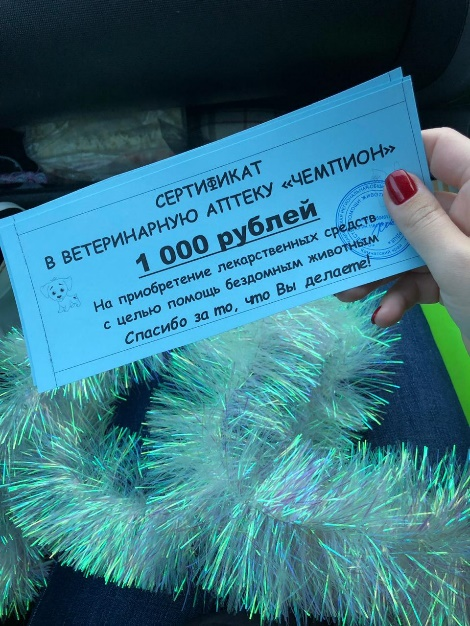 СЕРТИФИКАТ
В ВЕТЕРИНАРНУЮ АПТЕКУ «ЧЕМПИОН»
1 000 рублей
На приобретение лекарственных средств
с целью помощь бездомным животным
Спасибо за то, что Вы делаете!